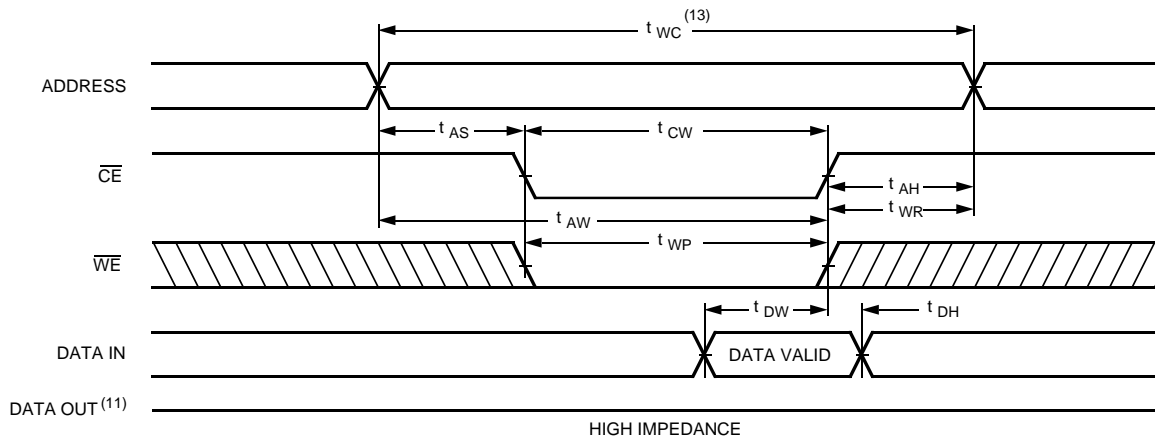 t WC (13)
ADDRESS
t AS
t CW
CE
t AH
t WR
t AW
t WP
WE
t DW
t DH
DATA IN
DATA VALID
DATA OUT (11)
HIGH IMPEDANCE